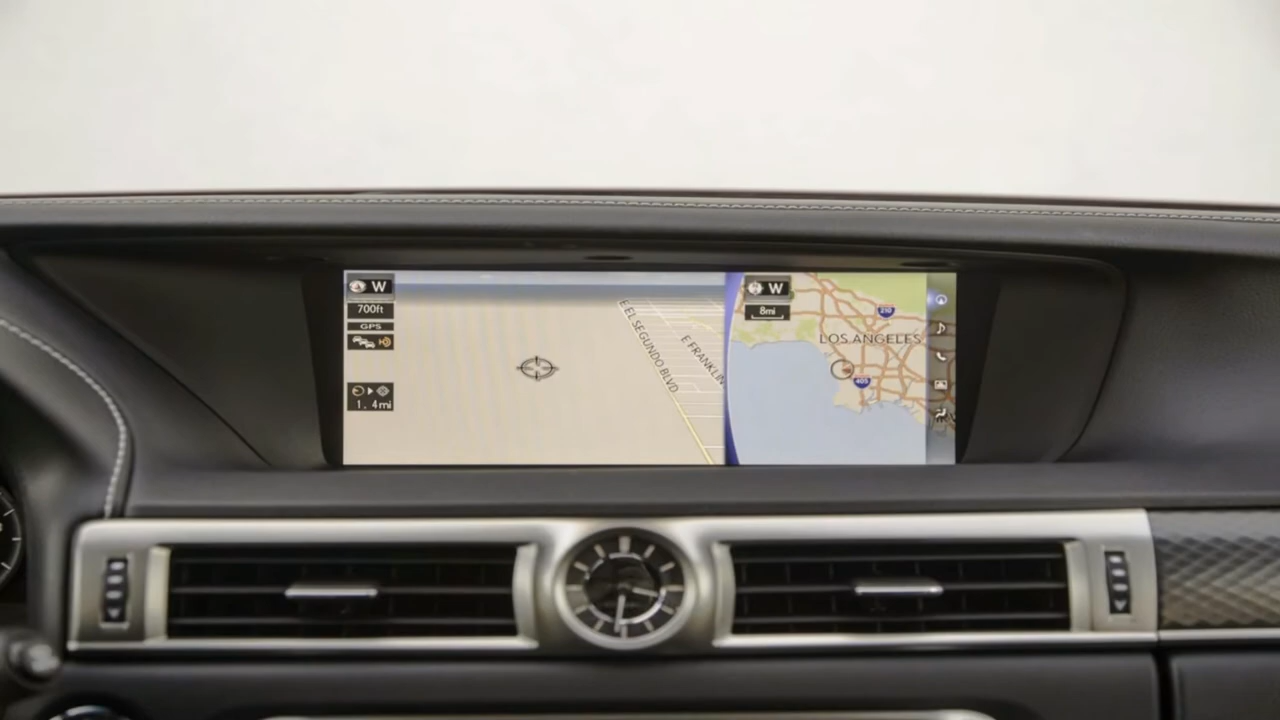 W
700ft
GPS
1.4mi
E EL SEGUNDO BLVD
E FRANKLIN
W
8mi
210
LOS ANGELES
405